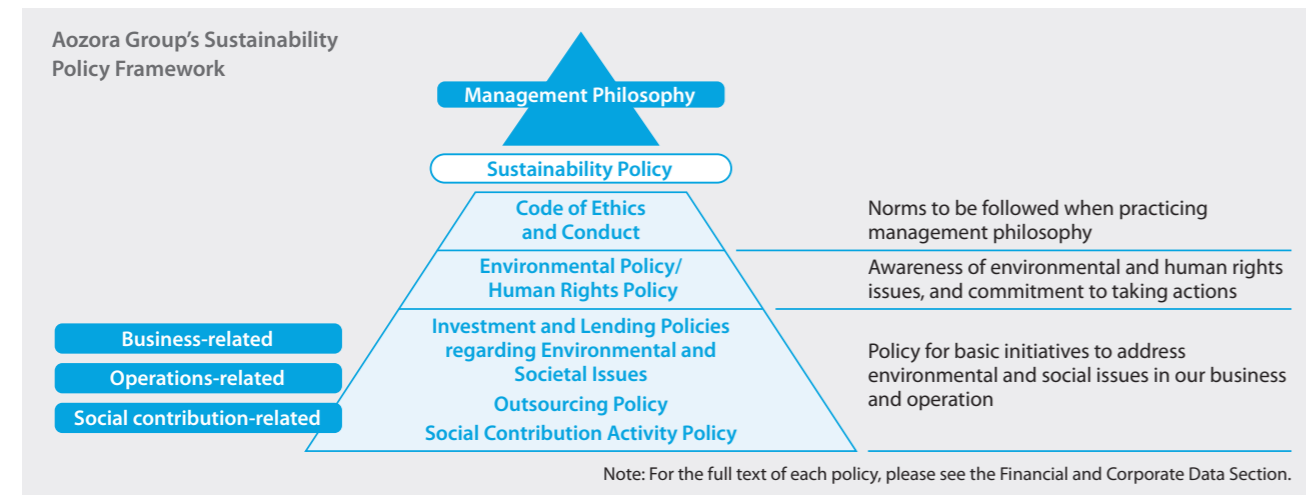 Aozora Group’s Sustainability
Policy Framework
Management Philosophy
Sustainability Policy
Code of Ethics
and Conduct
Norms to be followed when practicing
management philosophy
Environmental Policy/
Human Rights Policy
Awareness of environmental and human rights
issues, and commitment to taking actions
Business-related
Operations-related
Social contribution-related
Investment and Lending Policies
regarding Environmental and
Societal Issues
Outsourcing Policy
Social Contribution Activity Policy
Policy for basic initiatives to address
environmental and social issues in our business
and operation
Note: For the full text of each policy, please see the Financial and Corporate Data Section.